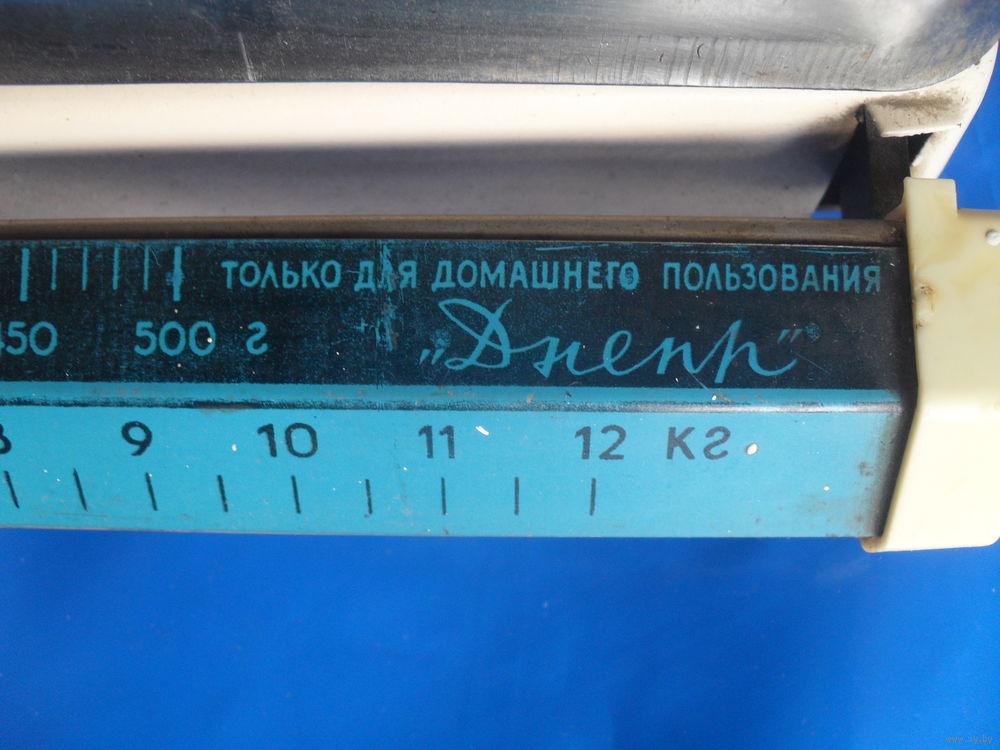 ТОЛЬКО ДЛЯ ДОМАШНЕГО ПОЛЬЗОВАНИЯ
450 500 г
„Днепр"
8 9 10 11 12 КГ